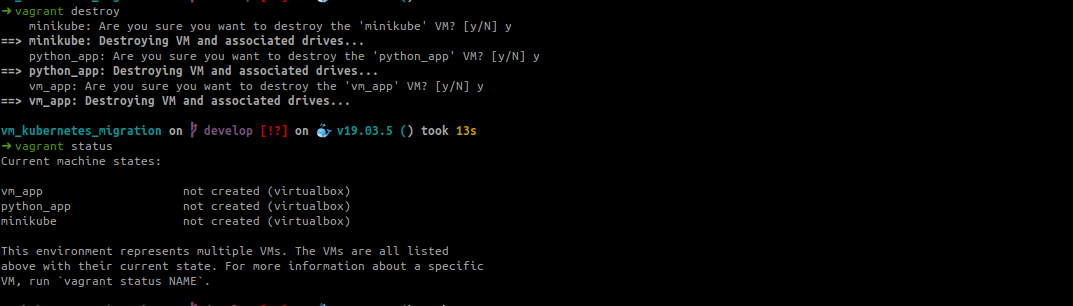 ➜ vagrant destroy
    minikube: Are you sure you want to destroy the 'minikube' VM? [y/N] y
==> minikube: Destroying VM and associated drives...
    python_app: Are you sure you want to destroy the 'python_app' VM? [y/N] y
==> python_app: Destroying VM and associated drives...
    vm_app: Are you sure you want to destroy the 'vm_app' VM? [y/N] y
==> vm_app: Destroying VM and associated drives...
vm_kubernetes_migration on develop [!?] on 🐳 v19.03.5 () took 13s
➜ vagrant status
Current machine states:
vm_app                    not created (virtualbox)
python_app                not created (virtualbox)
minikube                  not created (virtualbox)
This environment represents multiple VMs. The VMs are all listed
above with their current state. For more information about a specific
VM, run `vagrant status NAME`.